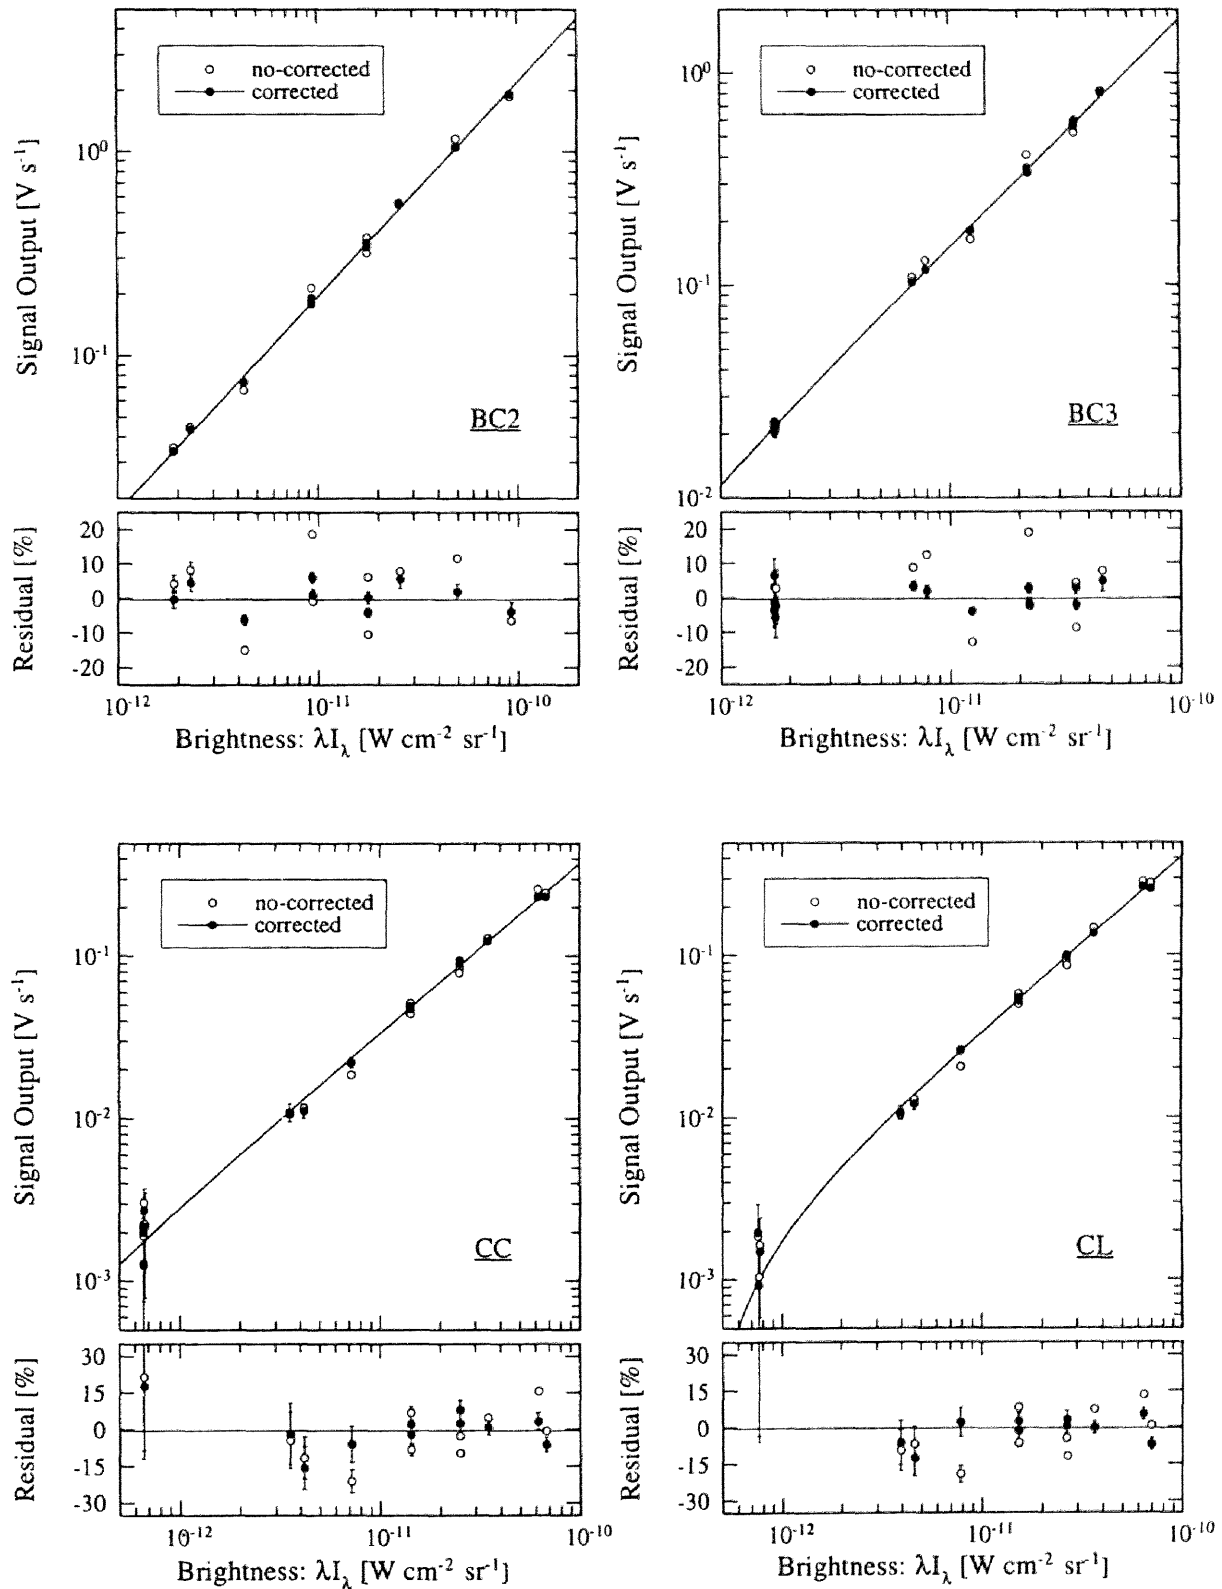 no-corrected
corrected
10⁰
10⁻¹
Signal Output [V s⁻¹]
BC2
20
10
0
-10
-20
Residual [%]
10⁻¹² 10⁻¹¹ 10⁻¹⁰
Brightness: λI_λ [W cm⁻² sr⁻¹]
no-corrected
corrected
10⁰
10⁻¹
10⁻²
Signal Output [V s⁻¹]
BC3
20
10
0
-10
-20
Residual [%]
10⁻¹² 10⁻¹¹ 10⁻¹⁰
Brightness: λI_λ [W cm⁻² sr⁻¹]
no-corrected
corrected
10⁻¹
10⁻²
10⁻³
Signal Output [V s⁻¹]
CC
30
15
0
-15
-30
Residual [%]
10⁻¹² 10⁻¹¹ 10⁻¹⁰
Brightness: λI_λ [W cm⁻² sr⁻¹]
no-corrected
corrected
10⁻¹
10⁻²
10⁻³
Signal Output [V s⁻¹]
CL
30
15
0
-15
-30
Residual [%]
10⁻¹² 10⁻¹¹ 10⁻¹⁰
Brightness: λI_λ [W cm⁻² sr⁻¹]